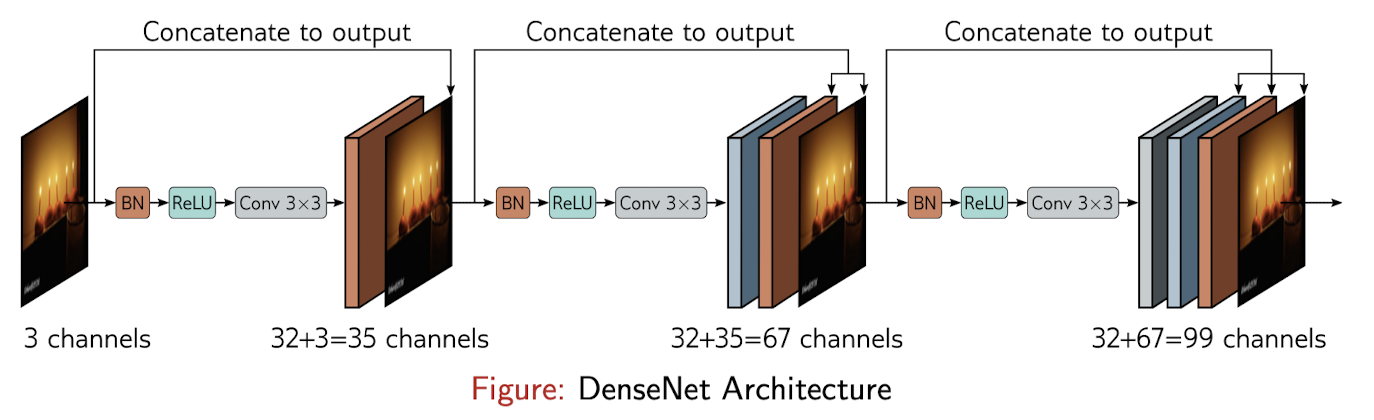 Concatenate to output
Concatenate to output
Concatenate to output
BN
ReLU
Conv 3×3
BN
ReLU
Conv 3×3
BN
ReLU
Conv 3×3
3 channels
32+3=35 channels
32+35=67 channels
32+67=99 channels
Figure: DenseNet Architecture